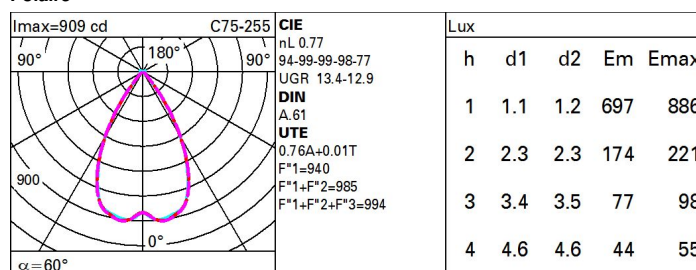 Imax=909 cd C75-255
90° 180° 90°
900
0°
α=60°
CIE
nL 0.77
94-99-99-98-77
UGR 13.4-12.9
DIN
A.61
UTE
0.76A+0.01T
F"1=940
F"1+F"2=985
F"1+F"2+F"3=994
Lux
h d1 d2 Em Emax
1 1.1 1.2 697 886
2 2.3 2.3 174 221
3 3.4 3.5 77 98
4 4.6 4.6 44 55